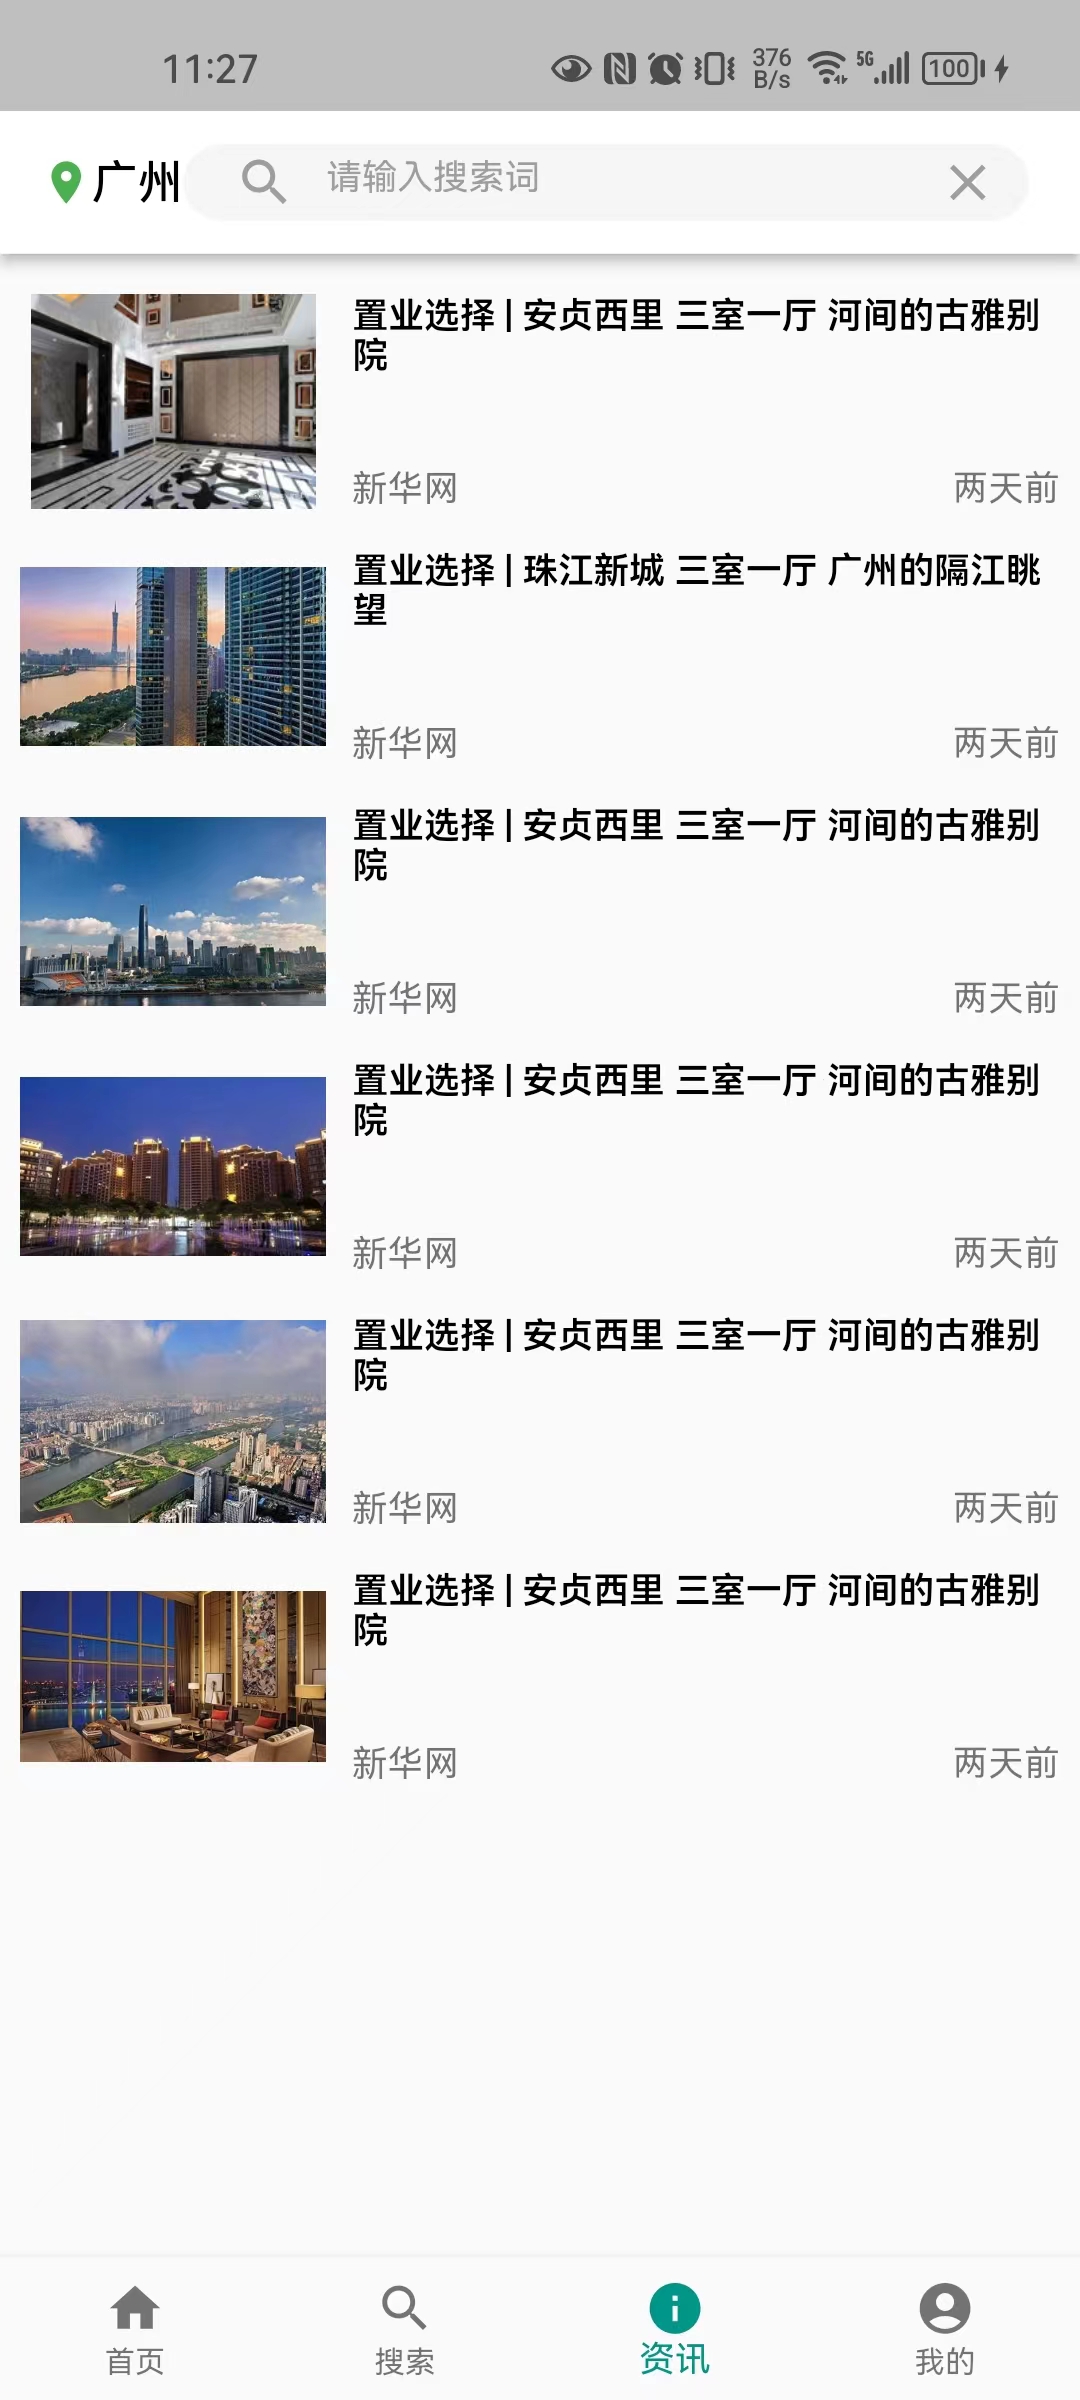 11:27
376 B/s
5G
100
广州
请输入搜索词
置业选择 | 安贞西里 三室一厅 河间的古雅别
院
新华网 两天前
置业选择 | 珠江新城 三室一厅 广州的隔江眺
望
新华网 两天前
置业选择 | 安贞西里 三室一厅 河间的古雅别
院
新华网 两天前
置业选择 | 安贞西里 三室一厅 河间的古雅别
院
新华网 两天前
置业选择 | 安贞西里 三室一厅 河间的古雅别
院
新华网 两天前
置业选择 | 安贞西里 三室一厅 河间的古雅别
院
新华网 两天前
首页 搜索 资讯 我的